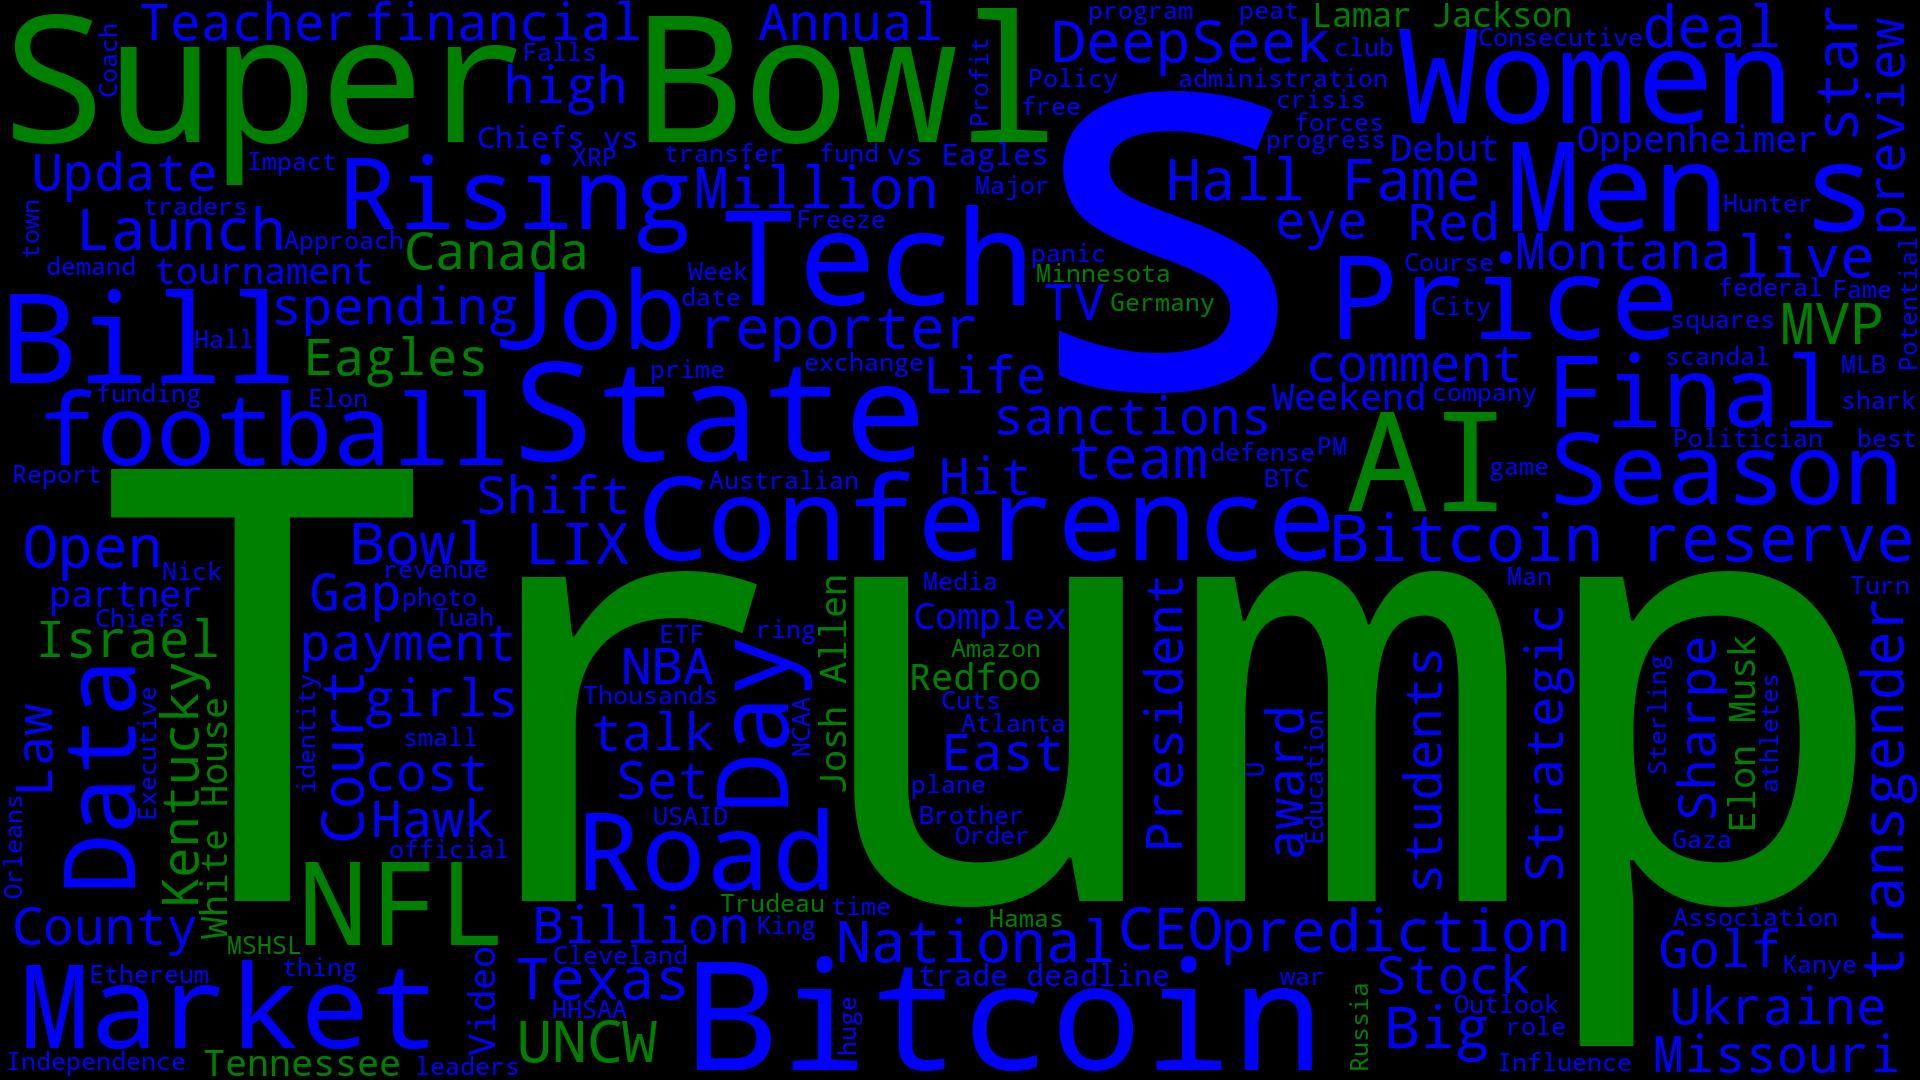 Super Bowl
Teacher financial
Annual
program
peat
Lamar Jackson
Coach
Falls
high
Profit
DeepSeek
club
Consecutive
deal
Women
star
preview
Policy
administration
free
crisis
forces
progress
Debut
Oppenheimer
Chiefs vs
XRP
transfer
fund vs
Eagles
Update
Impact
Rising
Million
Major
S
Hall Fame
Men s
town
traders
Launch
Approach
Canada
Freeze
Tech
eye
Red
Hunter
panic
Montana
live
demand
tournament
Week
Minnesota
Course
Potential
Bill
spending
Job
date
TV
Germany
Price
City
federal
Fame
Hall
reporter
squares
MVP
Eagles
State
prime
exchange
Life
comment
scandal
MLB
funding
Elon
football
Weekend
company
Final
shark
sanctions
AI
Report
team
defense
PM
Politician
best
Trump
Shift
Australian
Hit
BTC
game
Season
Conference
Open
Bowl
LIX
Bitcoin reserve
Nick
revenue
Media
Man
Turn
partner
Gap
photo
Josh Allen
Complex
President
Chiefs
Tuah
Israel
payment
ETF
ring
Amazon
NBA
Day
Redfoo
students
Strategic
transgender
Data
Kentucky
identity
Court
girls
Thousands
Cuts
Sterling
Sharpe
Elon Musk
athletes
Law
Executive
White House
small
talk
NCAA
Atlanta
East
award
Education
U
cost
Set
plane
Orleans
Hawk
USAID
Brother
Order
Gaza
official
Road
NFL
County
MSHSL
Trudeau
time
Billion
King
Hamas
National
CEO
prediction
Association
Golf
Kanye
Market
Ethereum
thing
Video
Cleveland
Texas
trade deadline
war
Stock
HHSAA
UNCW
huge
Bitcoin
Russia
Big
Outlook
role
Ukraine
Independence
Tennessee
leaders
Influence
Missouri